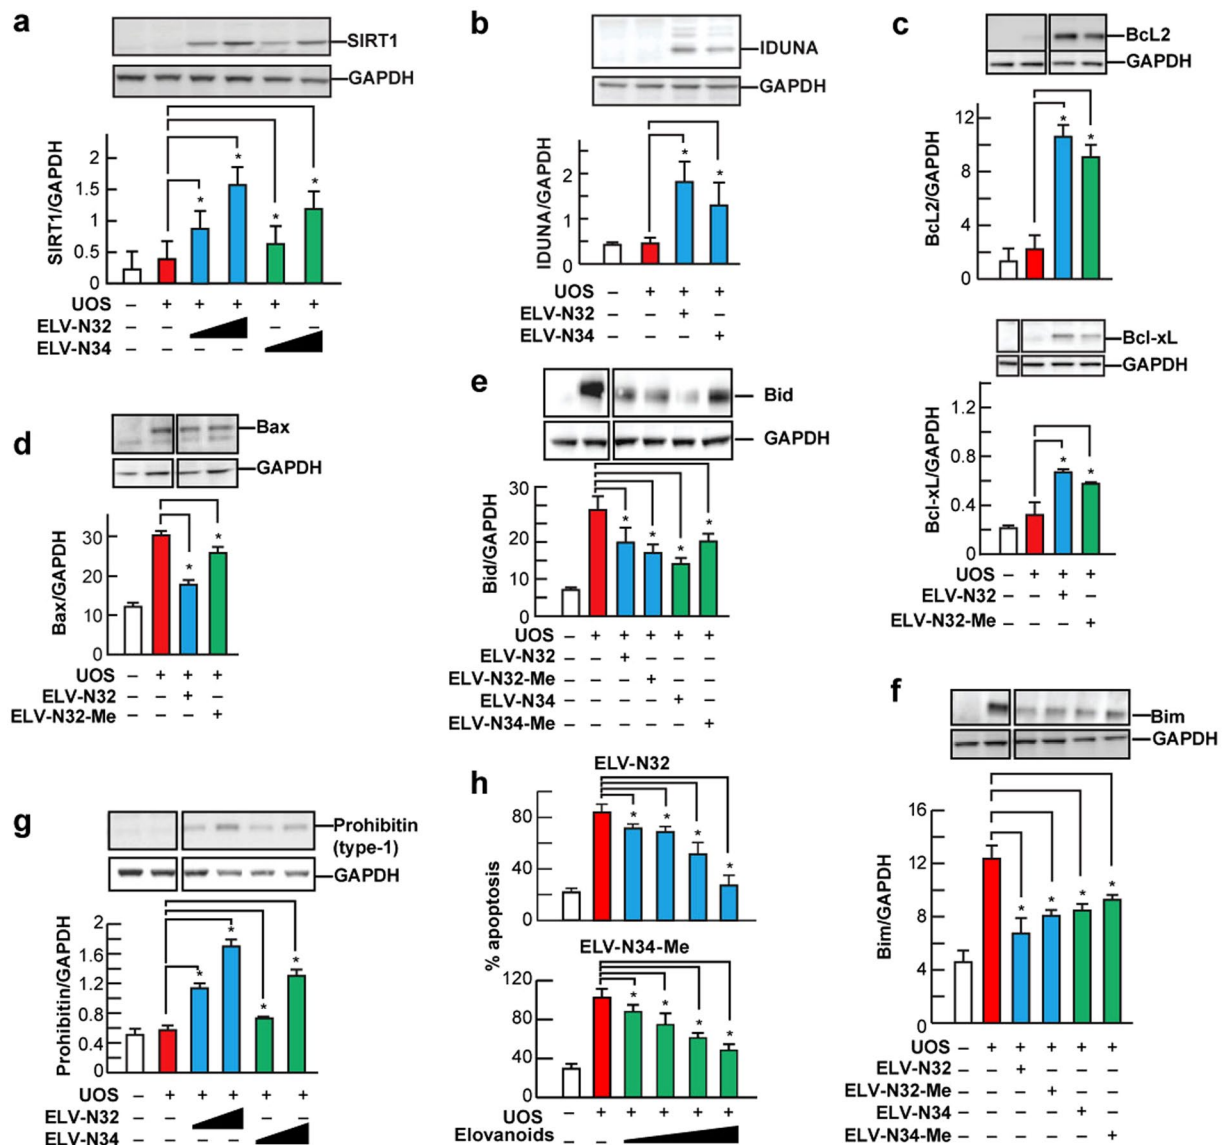 a
SIRT1
GAPDH
SIRT1/GAPDH
2
1.5
1
0.5
0
UOS – + + + + +
ELV-N32 – – – –
ELV-N34 – – – –
b
IDUNA
GAPDH
IDUNA/GAPDH
2
1
0
* *
UOS – + + +
ELV-N32 – – + –
ELV-N34 – – – +
c
BcL2
GAPDH
BcL2/GAPDH
12
8
4
0
* *
Bcl-xL
GAPDH
Bcl-xL/GAPDH
1.2
0.8
0.4
0
* *
UOS – + + +
ELV-N32 – – + –
ELV-N32-Me – – – +
d
Bax
GAPDH
Bax/GAPDH
30
20
10
0
* *
UOS – + + +
ELV-N32 – – + –
ELV-N32-Me – – – +
e
Bid
GAPDH
Bid/GAPDH
30
20
10
0
* * * *
UOS – + + + + +
ELV-N32 – – + – – –
ELV-N32-Me – – – + – –
ELV-N34 – – – – + –
ELV-N34-Me – – – – – +
f
Bim
GAPDH
Bim/GAPDH
16
12
8
4
0
* * * *
UOS – + + + + +
ELV-N32 – – + – – –
ELV-N32-Me – – – + – –
ELV-N34 – – – – + –
ELV-N34-Me – – – – – +
g
Prohibitin
(type-1)
GAPDH
Prohibitin/GAPDH
2
1.6
1.2
0.8
0.4
0
* * * *
UOS – + + + + +
ELV-N32 – – – –
ELV-N34 – – – –
h
ELV-N32
% apoptosis
80
40
0
* * * *
ELV-N34-Me
120
80
40
0
* * * *
UOS – + + + + +
Elovanoids – –